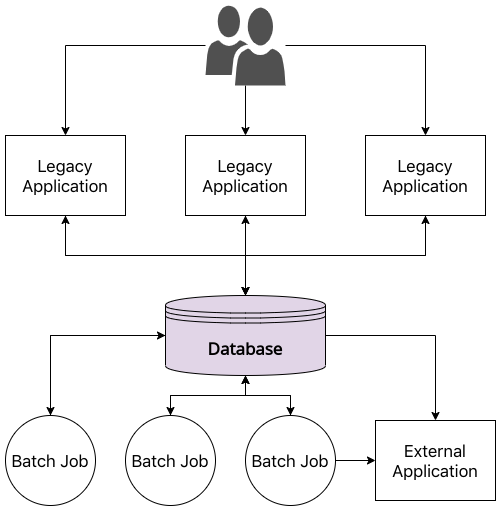 Legacy
Application
Legacy
Application
Legacy
Application
Database
Batch Job
Batch Job
Batch Job
External
Application